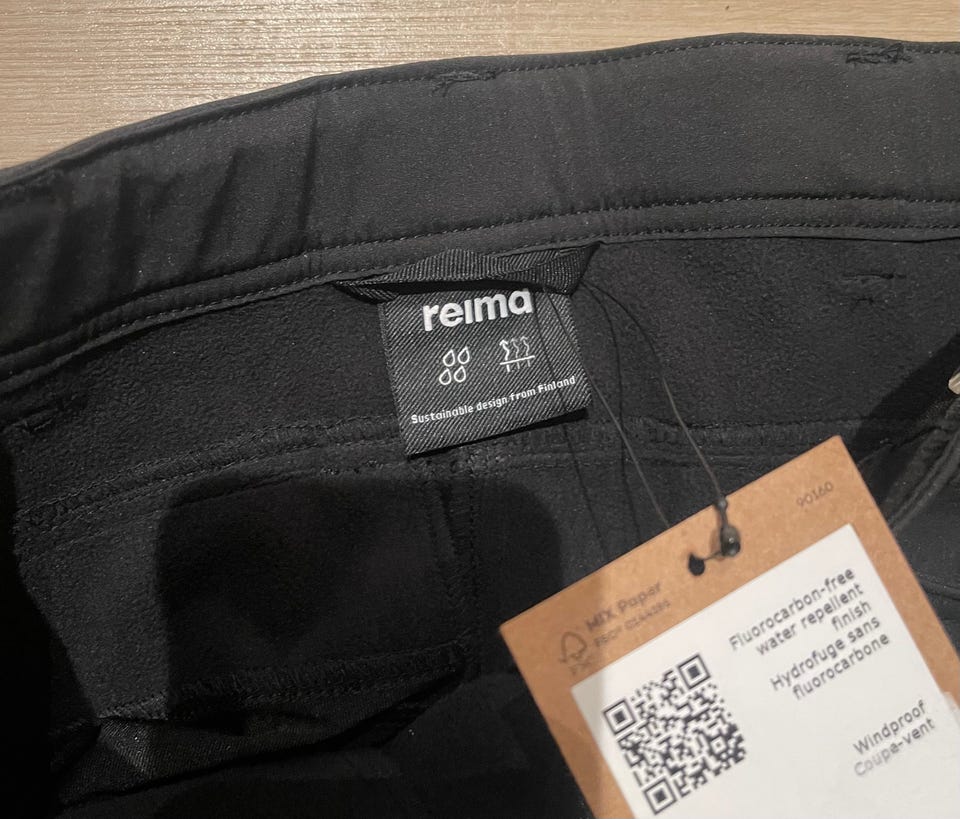 reima
Sustainable design from Finland
90160
MIX Paper
Fluorocarbon-free
water repellent
finish
Hydrofuge sans
fluorocarbone
Windproof
Coupe-vent